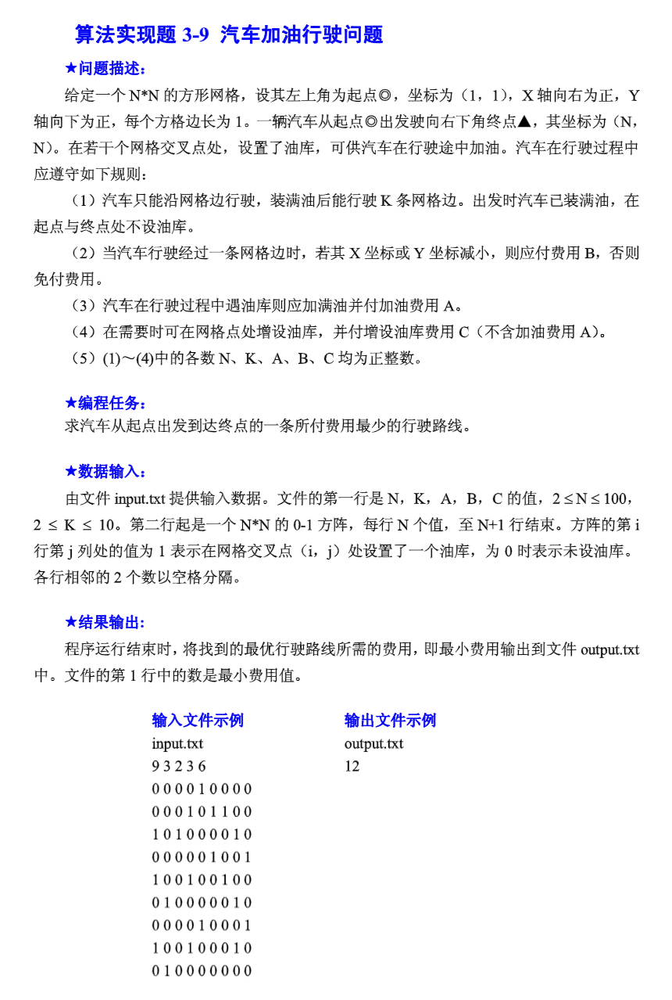 算法实现题 3-9 汽车加油行驶问题
★问题描述：
给定一个 N*N 的方形网格，设其左上角为起点◎，坐标为（1，1），X 轴向右为正，Y
轴向下为正，每个方格边长为 1。一辆汽车从起点◎出发驶向右下角终点▲，其坐标为（N，
N）。在若干个网格交叉点处，设置了油库，可供汽车在行驶途中加油。汽车在行驶过程中
应遵守如下规则：
（1）汽车只能沿网格边行驶，装满油后能行驶 K 条网格边。出发时汽车已装满油，在
起点与终点处不设油库。
（2）当汽车行驶经过一条网格边时，若其 X 坐标或 Y 坐标减小，则应付费用 B，否则
免付费用。
（3）汽车在行驶过程中遇油库则应加满油并付加油费用 A。
（4）在需要时可在网格点处增设油库，并付增设油库费用 C（不含加油费用 A）。
（5）(1)～(4)中的各数 N、K、A、B、C 均为正整数。
★编程任务：
求汽车从起点出发到达终点的一条所付费用最少的行驶路线。
★数据输入：
由文件 input.txt 提供输入数据。文件的第一行是 N，K，A，B，C 的值，2 ≤ N ≤ 100，
2 ≤ K ≤ 10。第二行起是一个 N*N 的 0-1 方阵，每行 N 个值，至 N+1 行结束。方阵的第 i
行第 j 列处的值为 1 表示在网格交叉点（i，j）处设置了一个油库，为 0 时表示未设油库。
各行相邻的 2 个数以空格分隔。
★结果输出:
程序运行结束时，将找到的最优行驶路线所需的费用，即最小费用输出到文件 output.txt
中。文件的第 1 行中的数是最小费用值。
输入文件示例 输出文件示例
input.txt output.txt
9 3 2 3 6 12
0 0 0 0 1 0 0 0 0
0 0 0 1 0 1 1 0 0
1 0 1 0 0 0 0 1 0
0 0 0 0 0 1 0 0 1
1 0 0 1 0 0 1 0 0
0 1 0 0 0 0 0 1 0
0 0 0 0 1 0 0 0 1
1 0 0 1 0 0 0 1 0
0 1 0 0 0 0 0 0 0